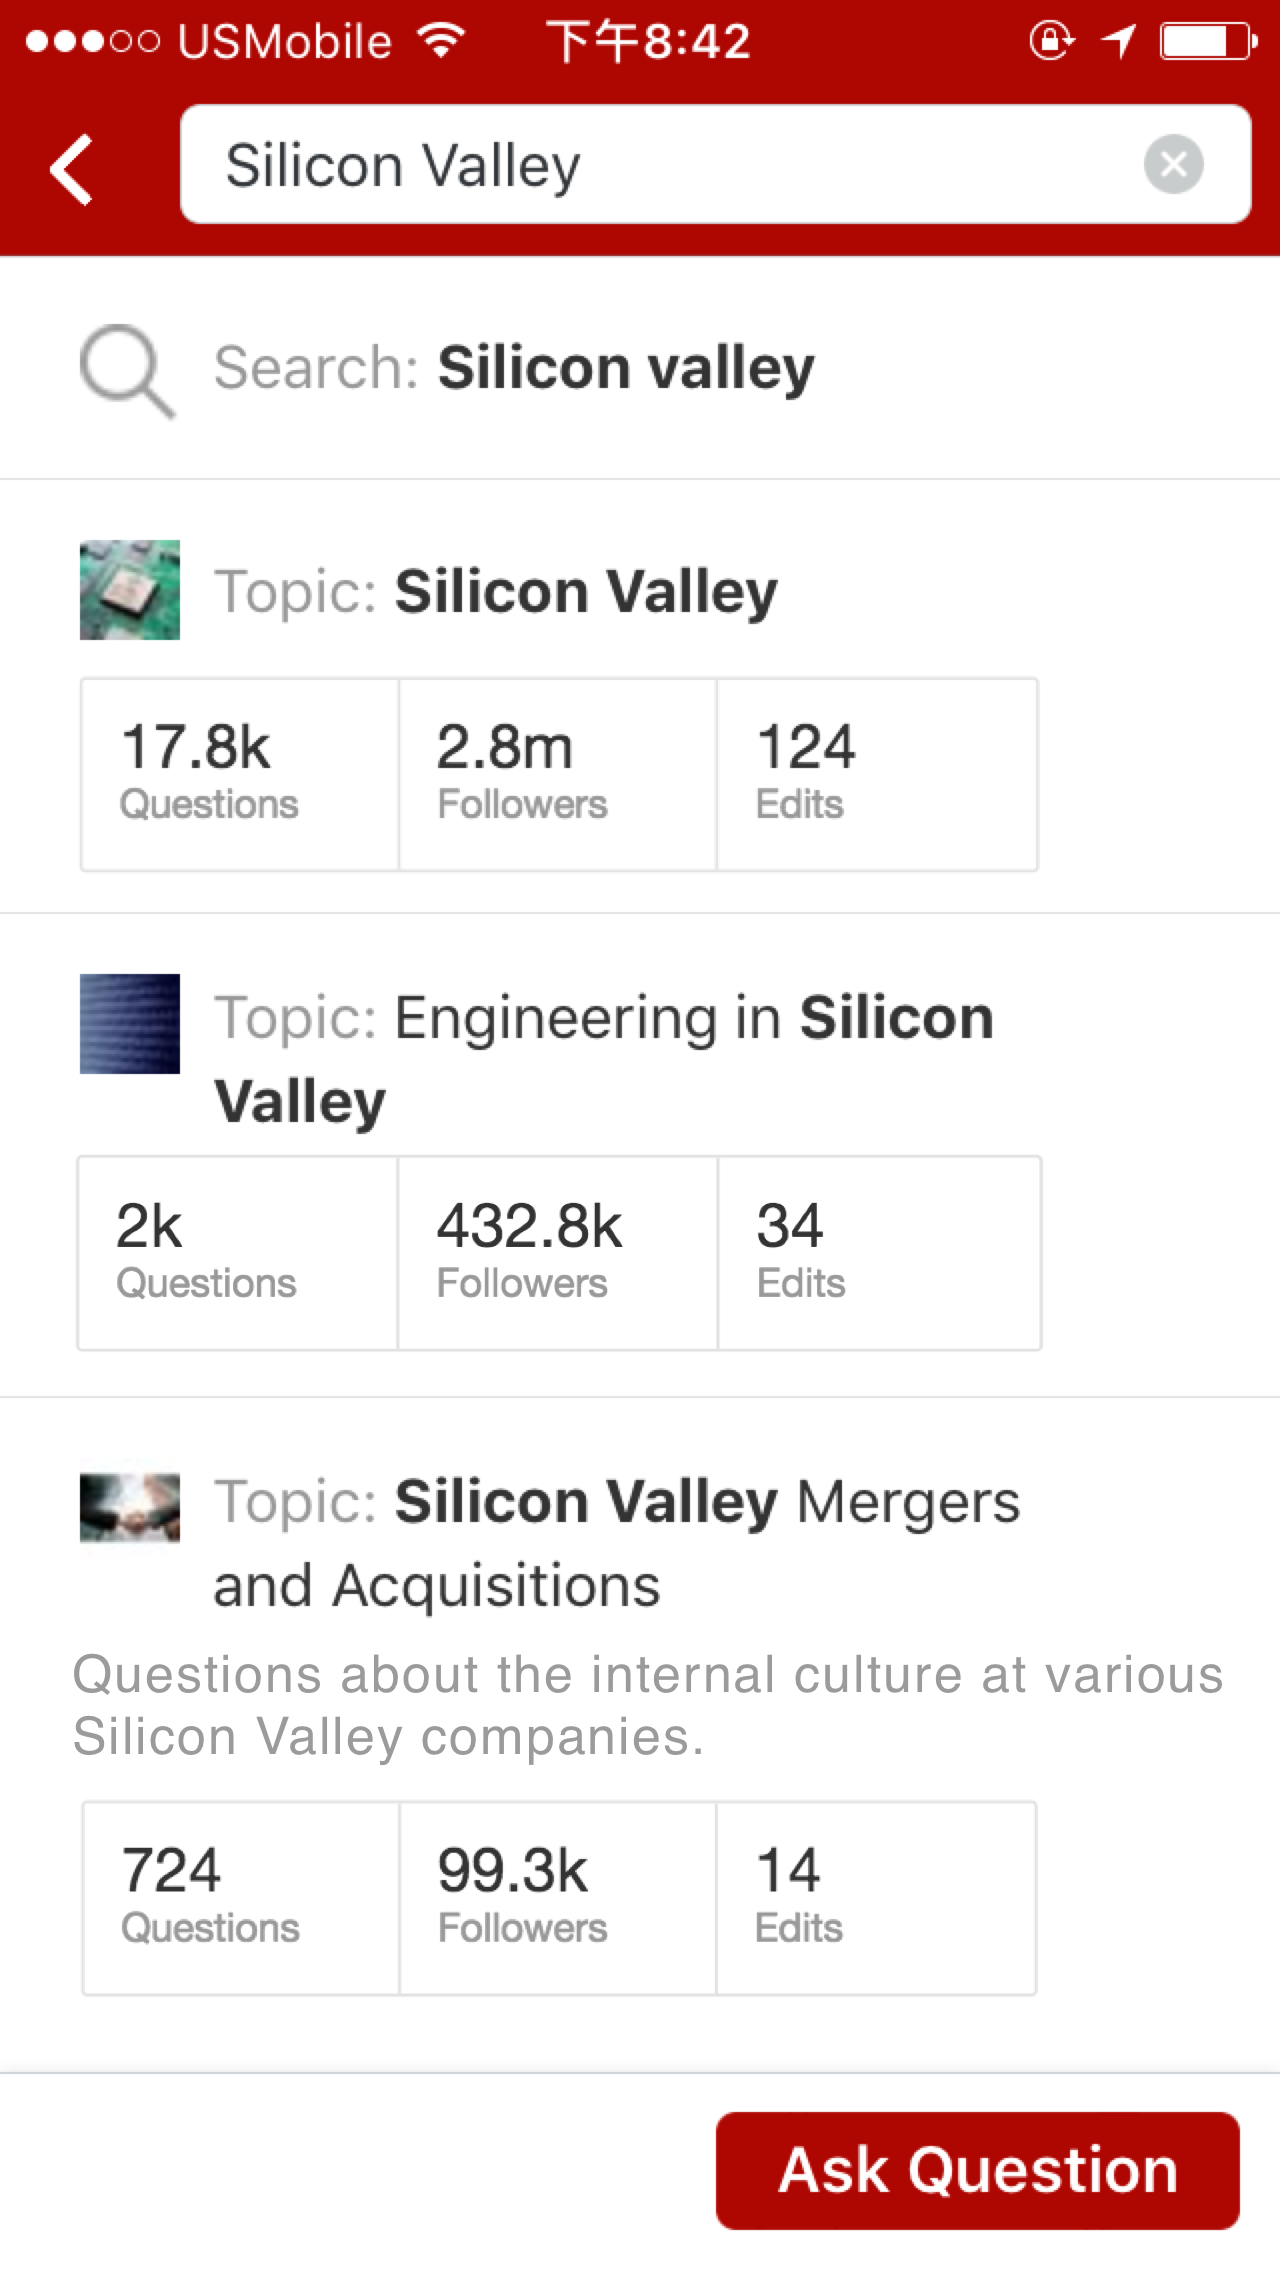 USMobile 下午8:42
Silicon Valley
Search: Silicon valley
Topic: Silicon Valley
17.8k 2.8m 124
Questions Followers Edits
Topic: Engineering in Silicon
Valley
2k 432.8k 34
Questions Followers Edits
Topic: Silicon Valley Mergers
and Acquisitions
Questions about the internal culture at various
Silicon Valley companies.
724 99.3k 14
Questions Followers Edits
Ask Question